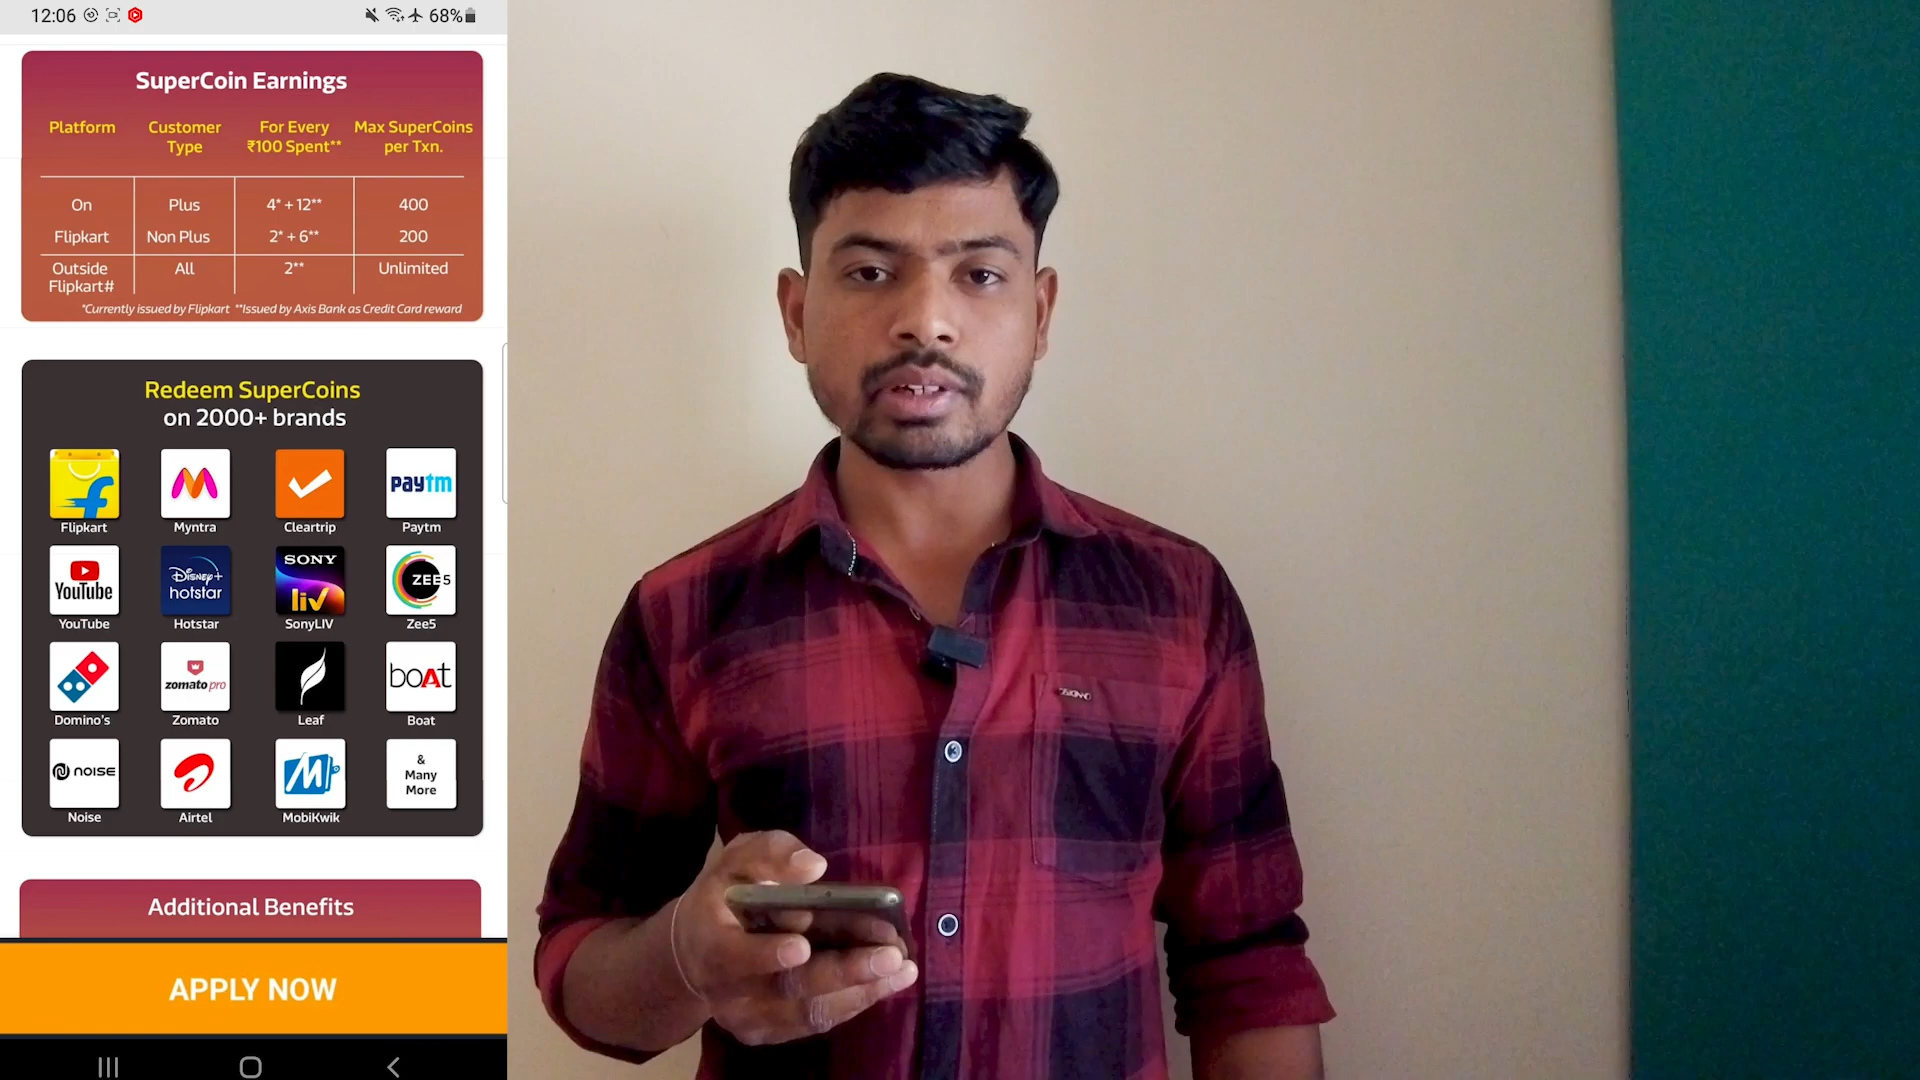 12:06
68%
SuperCoin Earnings
Platform Customer Type For Every ₹100 Spent** Max SuperCoins per Txn.
On Plus 4* + 12** 400
Flipkart Non Plus 2* + 6** 200
Outside Flipkart# All 2** Unlimited
*Currently issued by Flipkart **Issued by Axis Bank as Credit Card reward
Redeem SuperCoins
on 2000+ brands
paytm
Flipkart Myntra Cleartrip Paytm
YouTube Disney+ hotstar SONY liv ZEE5
YouTube Hotstar SonyLIV Zee5
zomato pro boAt
Domino's Zomato Leaf Boat
NOISE & Many More
Noise Airtel MobiKwik
Additional Benefits
APPLY NOW